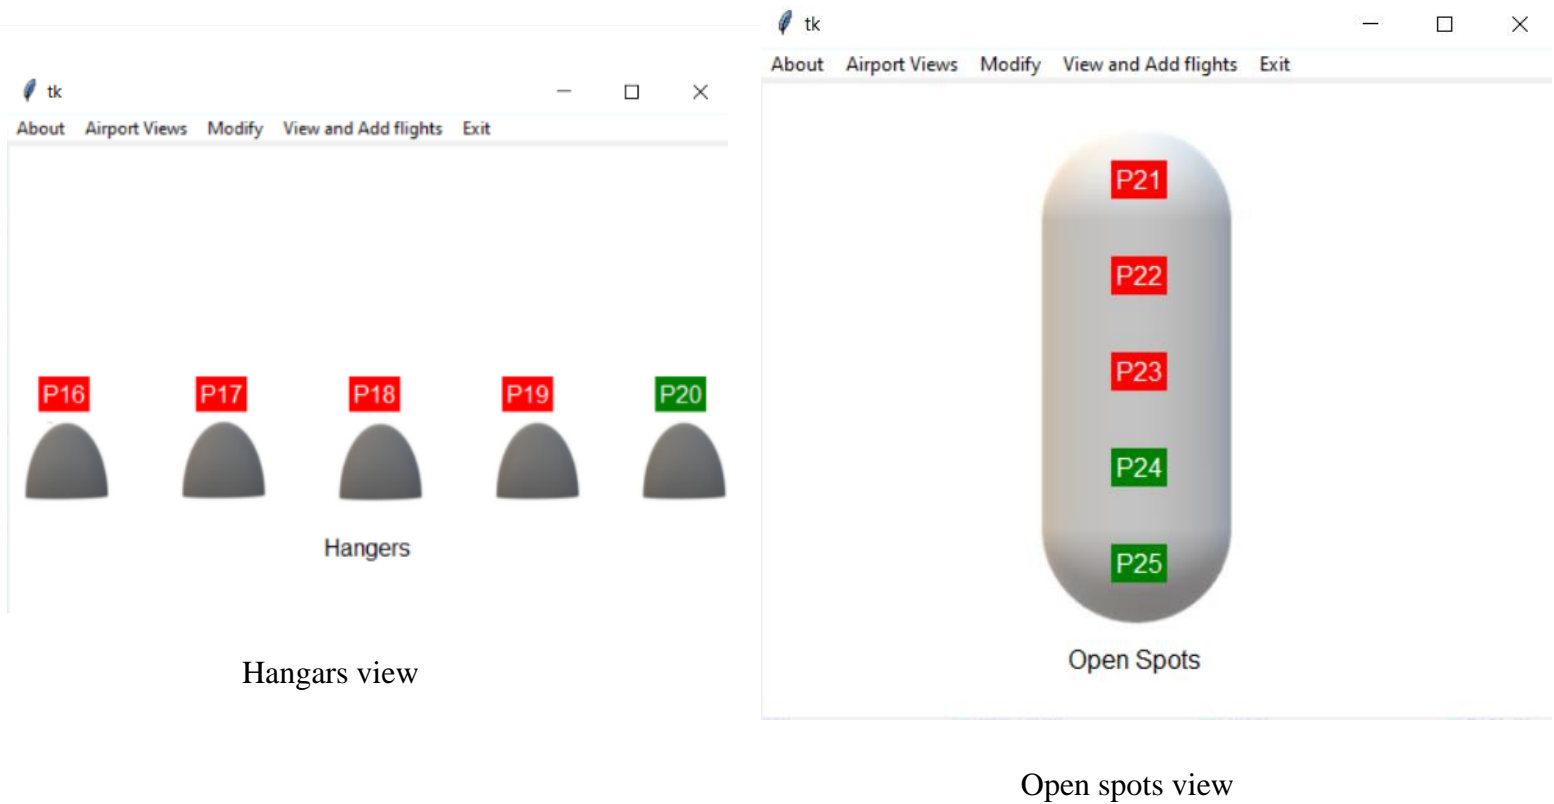 tk
About Airport Views Modify View and Add flights Exit
P16 P17 P18 P19 P20
Hangers
Hangars view
tk
About Airport Views Modify View and Add flights Exit
P21
P22
P23
P24
P25
Open Spots
Open spots view